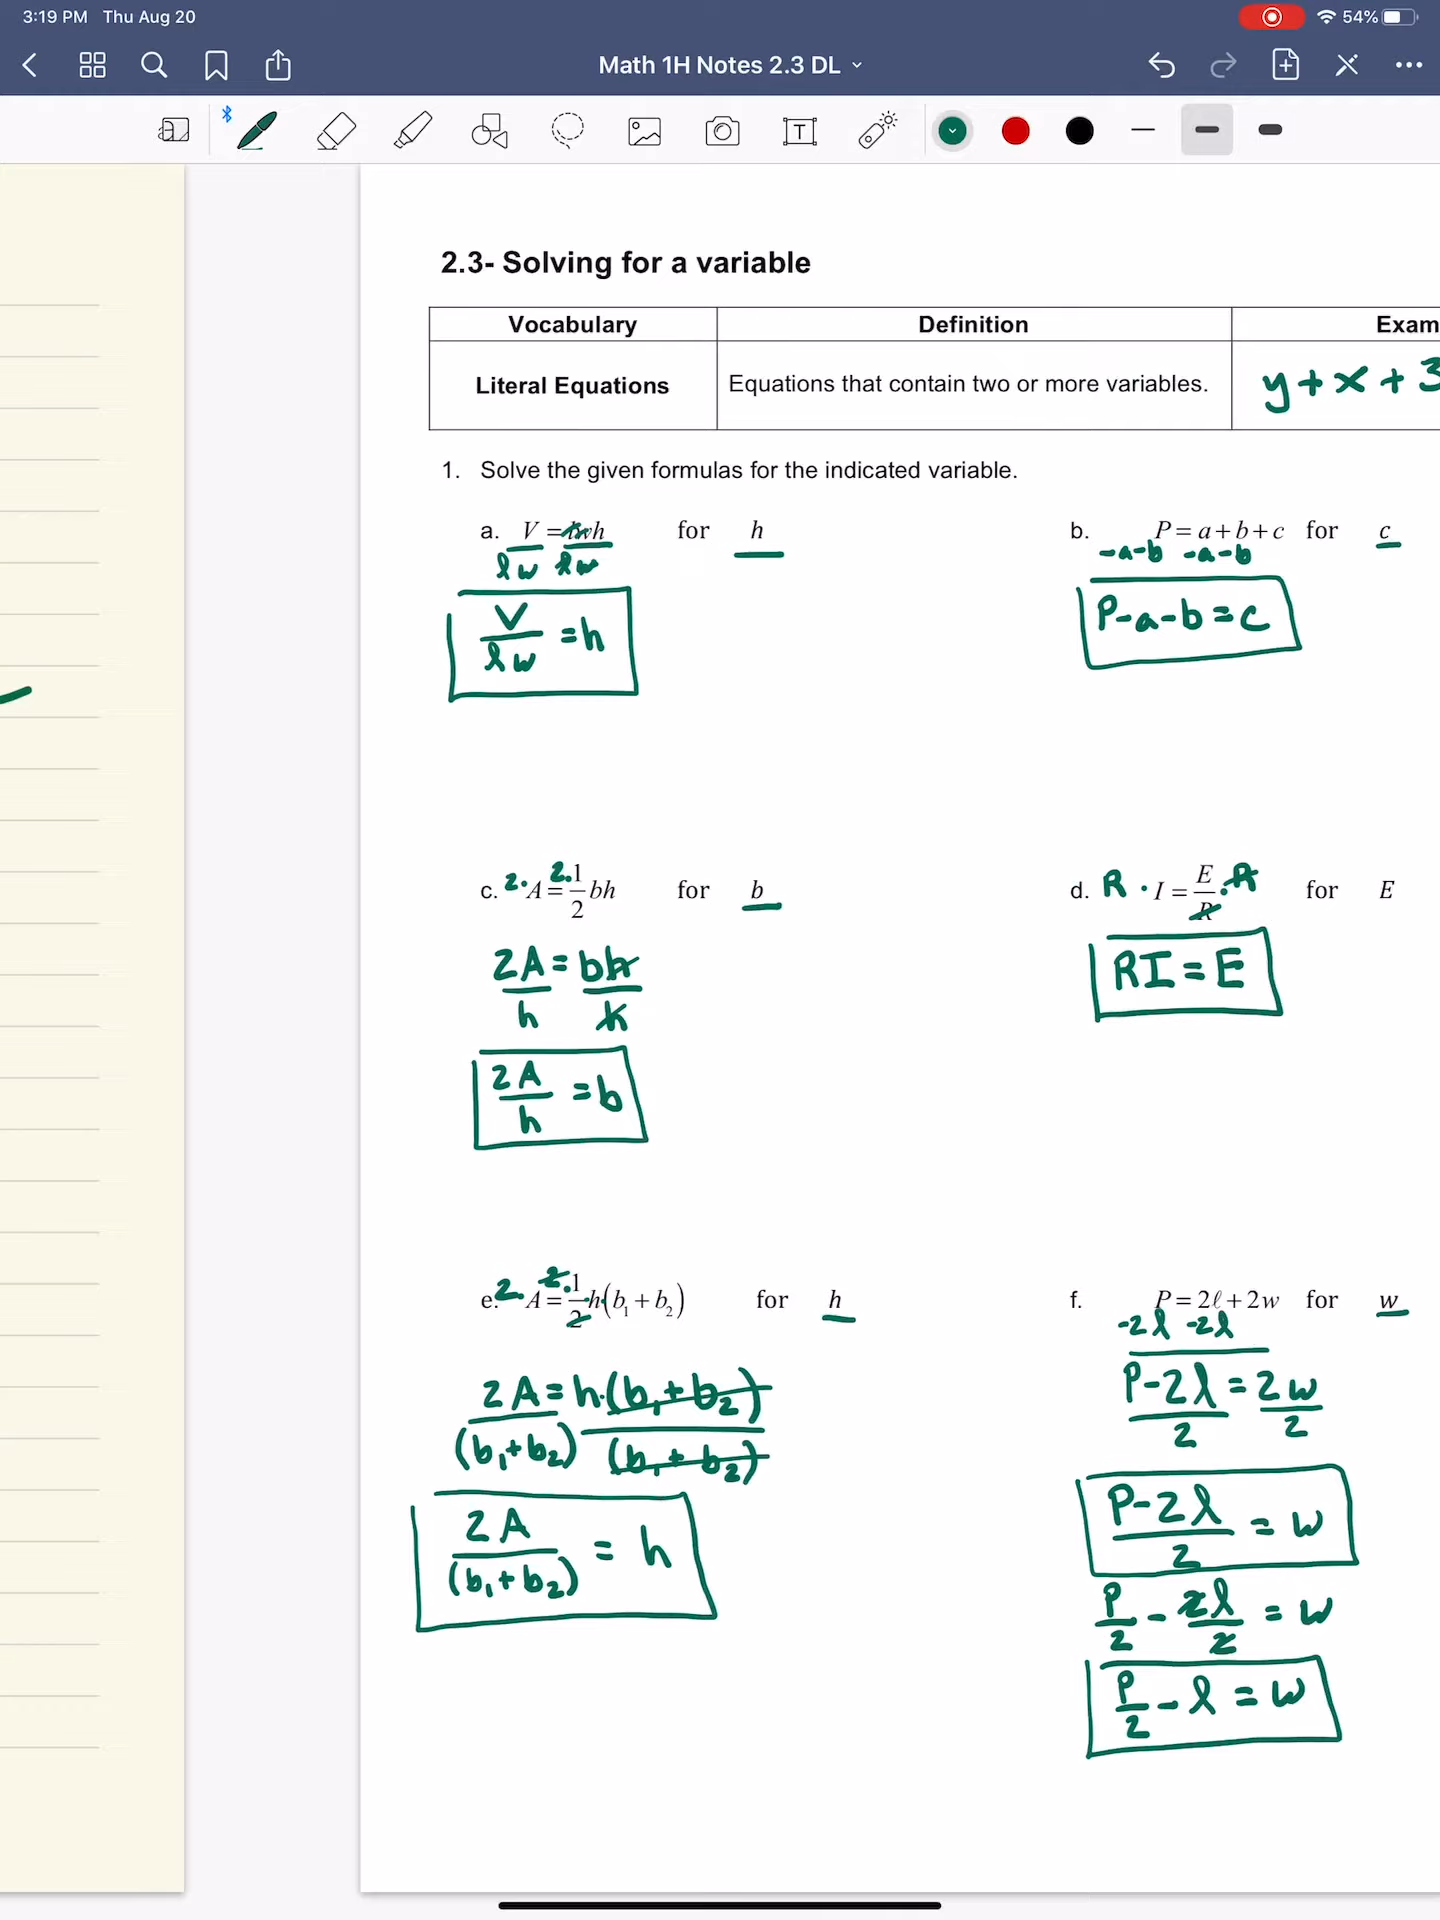 3:19 PM Thu Aug 20
54%
Math 1H Notes 2.3 DL
2.3- Solving for a variable
Vocabulary Definition Exam
Literal Equations Equations that contain two or more variables. y+x+3
1. Solve the given formulas for the indicated variable.
a. V = lwh for h
lw lw
V/lw = h
b. P = a + b + c for c
-a-b -a-b
P-a-b=c
c. 2· A = 2· 1/2 bh for b
2A = bh
h h
2A/h = b
d. R · I = E/R · R for E
RI = E
e. 2· A = 2· 1/2 · h · (b₁ + b₂) for h
2A = h·(b₁+b₂)
(b₁+b₂) (b₁+b₂)
2A/(b₁+b₂) = h
f. P = 2ℓ + 2w for w
-2l -2l
P-2l = 2w
2 2
P-2l/2 = w
P/2 - 2l/2 = w
P/2 - l = w